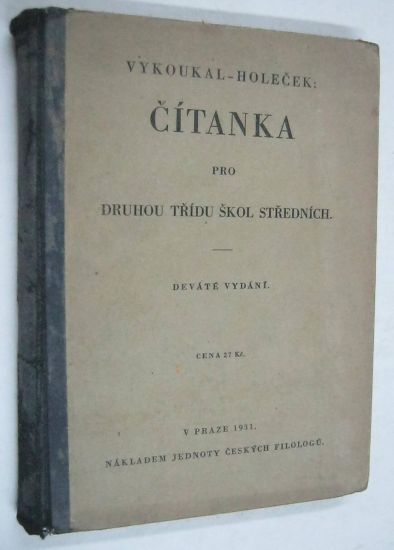 VYKOUKAL-HOLEČEK:
ČÍTANKA
PRO
DRUHOU TŘÍDU ŠKOL STŘEDNÍCH.
DEVÁTÉ VYDÁNÍ.
CENA 27 Kč.
V PRAZE 1931.
NÁKLADEM JEDNOTY ČESKÝCH FILOLOGŮ.